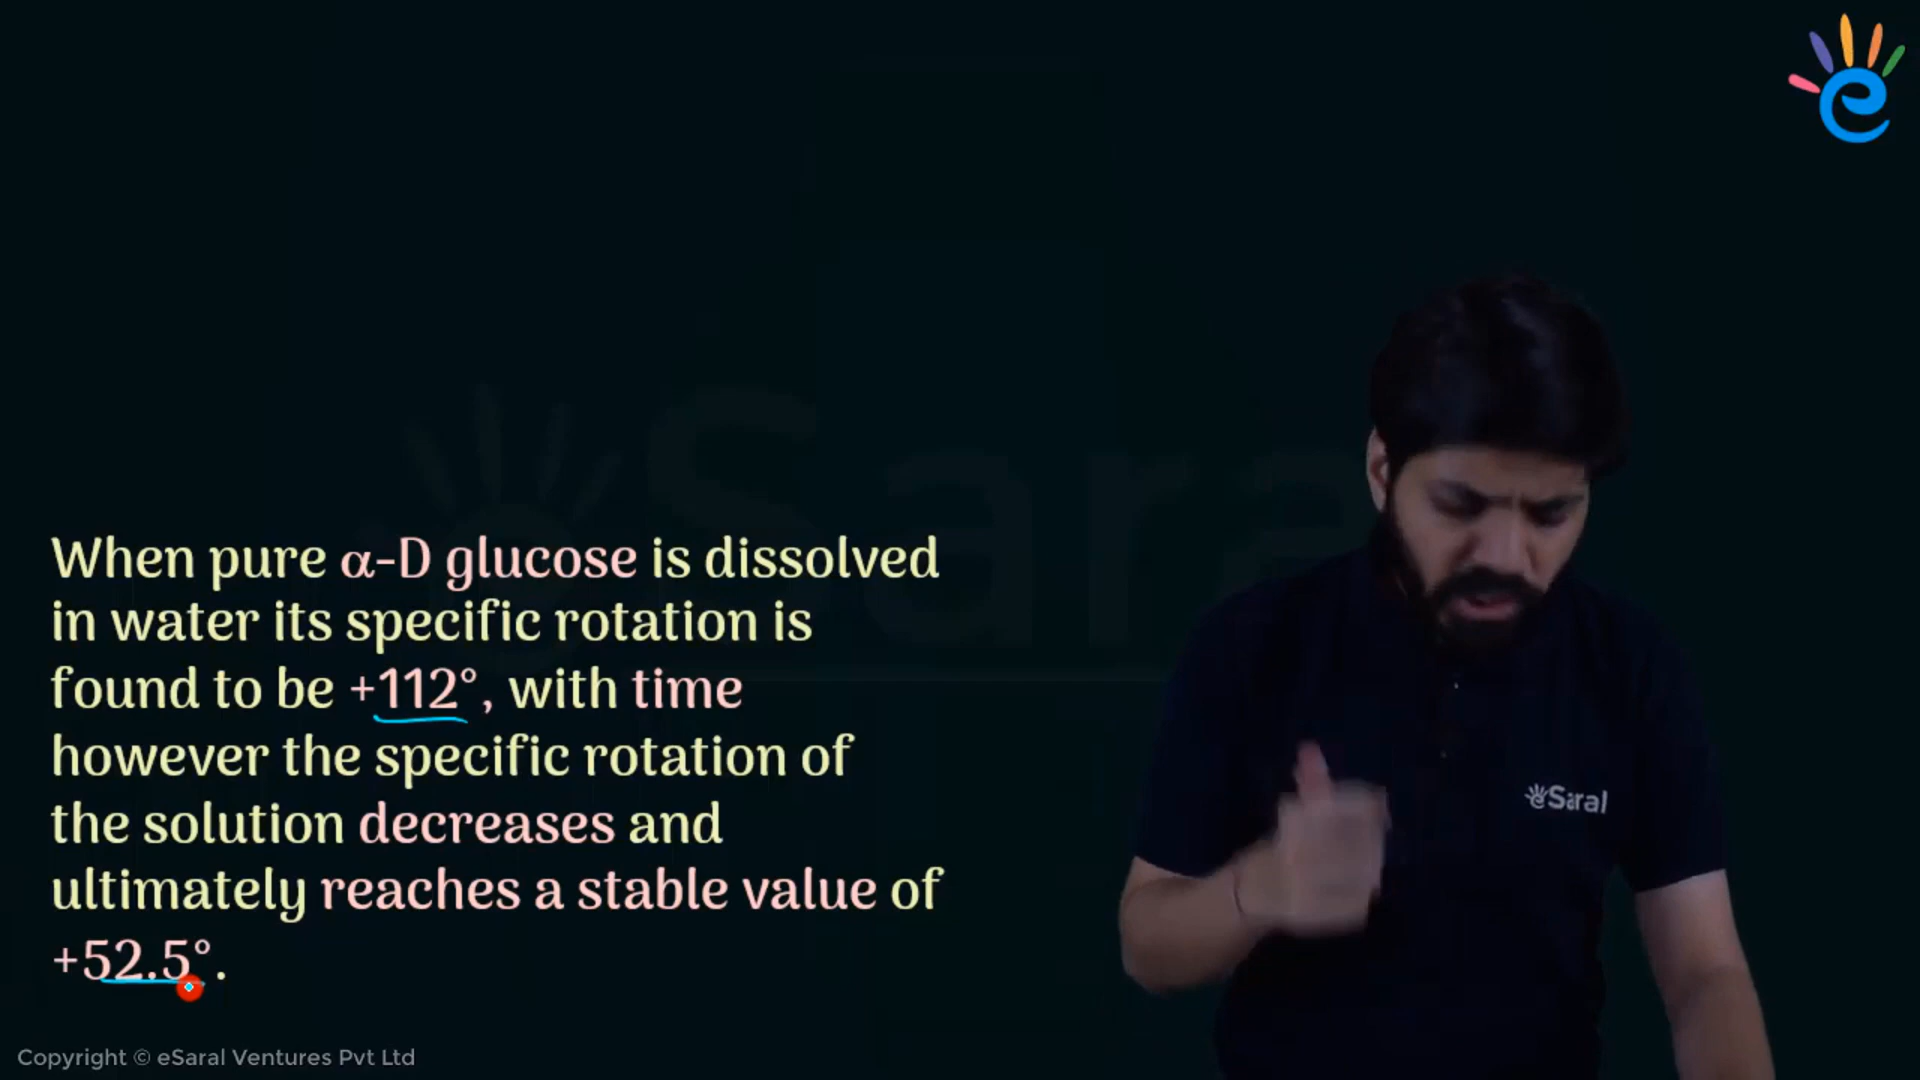 When pure α-D glucose is dissolved
in water its specific rotation is
found to be +112°, with time
however the specific rotation of
the solution decreases and
ultimately reaches a stable value of
+52.5°.
eSaral
Copyright © eSaral Ventures Pvt Ltd